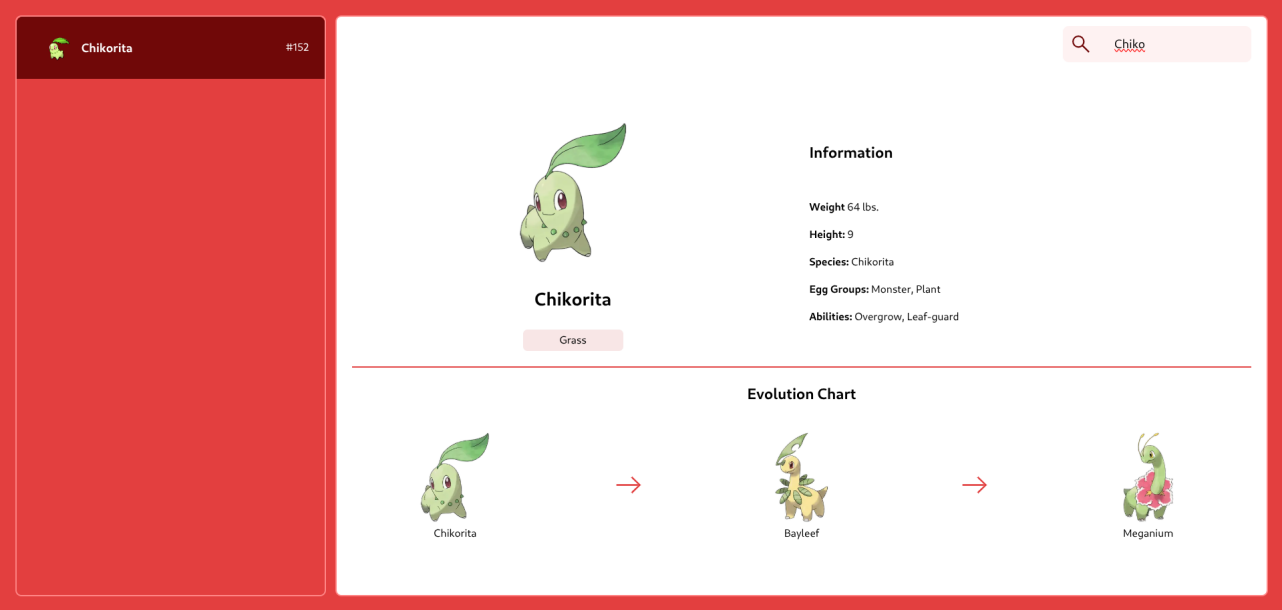 Chikorita #152
Chiko
Information
Weight 64 lbs.
Height: 9
Species: Chikorita
Egg Groups: Monster, Plant
Abilities: Overgrow, Leaf-guard
Chikorita
Grass
Evolution Chart
Chikorita
Bayleef
Meganium